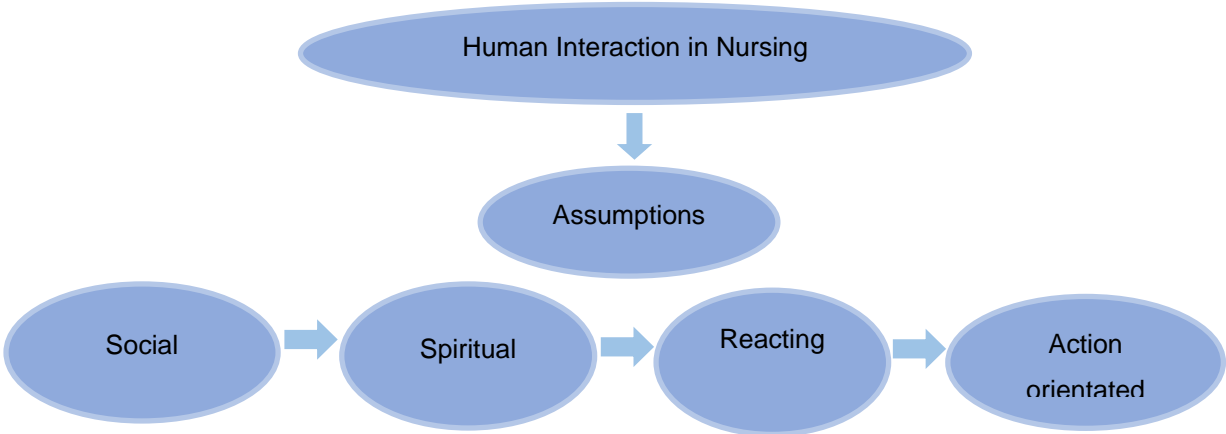 Human Interaction in Nursing
Assumptions
Social
Spiritual
Reacting
Action
orientated